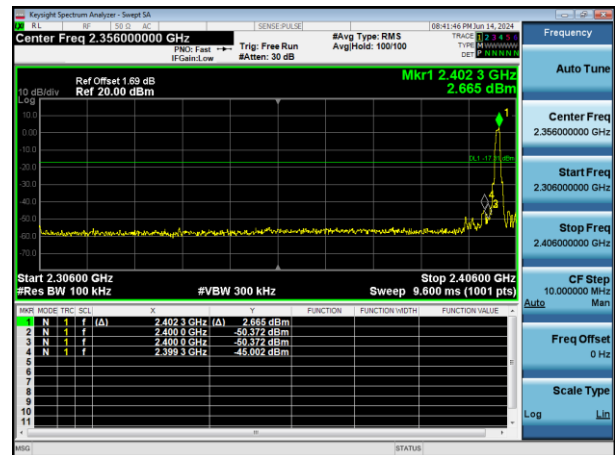 Keysight Spectrum Analyzer - Swept SA
RL RF 50 Ω AC SENSE:PULSE 08:41:46 PM Jun 14, 2024
Center Freq 2.356000000 GHz
PNO: Fast
IFGain:Low
Trig: Free Run
#Atten: 30 dB
#Avg Type: RMS
Avg|Hold: 100/100
TRACE 1 2 3 4 5 6
TYPE M W W W W W
DET P N N N N N
Ref Offset 1.69 dB
Ref 20.00 dBm
10 dB/div
Log
Mkr1 2.402 3 GHz
2.665 dBm
10.0
0.00
-10.0
-20.0
-30.0
-40.0
-50.0
-60.0
-70.0
1
4
3
Start 2.30600 GHz
#Res BW 100 kHz
#VBW 300 kHz
Stop 2.40600 GHz
Sweep 9.600 ms (1001 pts)
MKR MODE TRC SCL X Y FUNCTION FUNCTION WIDTH FUNCTION VALUE
1 N 1 f (Δ) 2.402 3 GHz (Δ) 2.665 dBm
2 N 1 f 2.400 0 GHz -50.372 dBm
3 N 1 f 2.400 0 GHz -50.372 dBm
4 N 1 f 2.399 3 GHz -45.002 dBm
5
6
7
8
9
10
11
MSG
STATUS
Frequency
Auto Tune
Center Freq
2.356000000 GHz
Start Freq
2.306000000 GHz
Stop Freq
2.406000000 GHz
CF Step
10.000000 MHz
Auto Man
Freq Offset
0 Hz
Scale Type
Log Lin